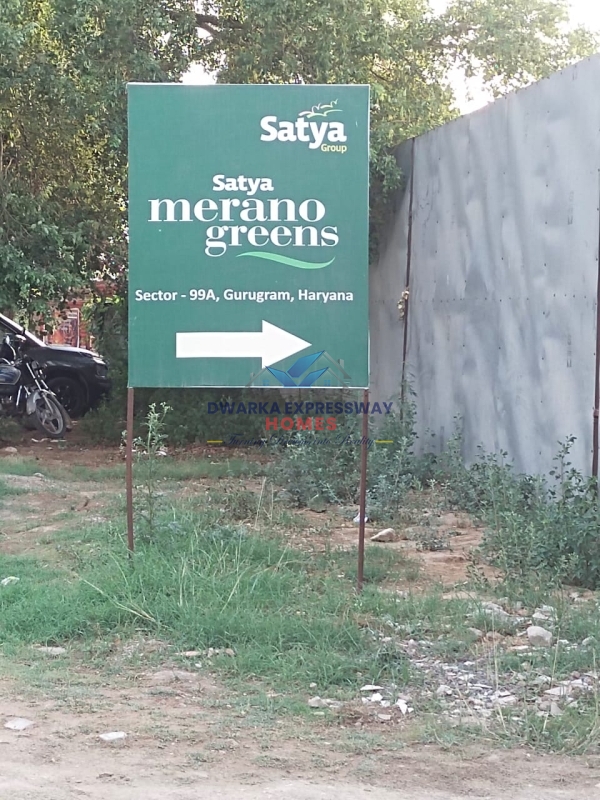 Satya
Group
Satya
merano
greens
Sector - 99A, Gurugram, Haryana
DWARKA EXPRESSWAY
HOMES